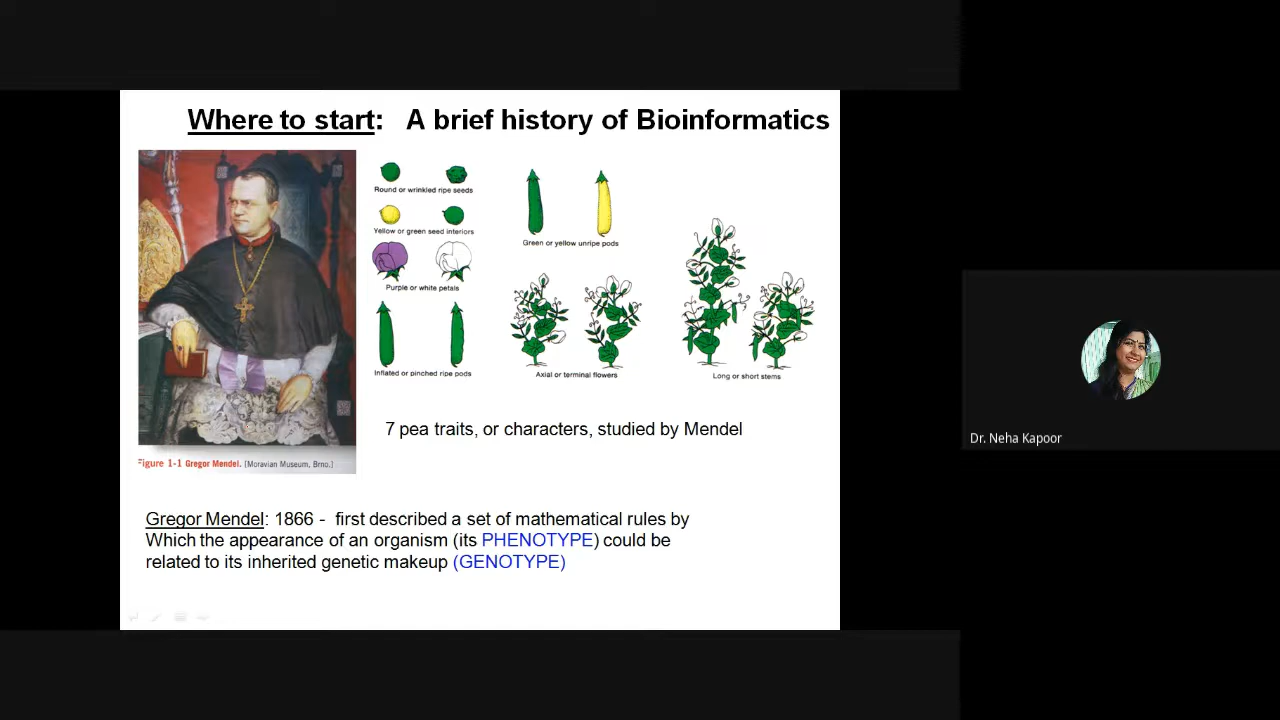 Where to start: A brief history of Bioinformatics
Round or wrinkled ripe seeds
Yellow or green seed interiors
Purple or white petals
Inflated or pinched ripe pods
Green or yellow unripe pods
Axial or terminal flowers
Long or short stems
7 pea traits, or characters, studied by Mendel
Figure 1-1 Gregor Mendel. [Moravian Museum, Brno.]
Gregor Mendel: 1866 - first described a set of mathematical rules by
Which the appearance of an organism (its PHENOTYPE) could be
related to its inherited genetic makeup (GENOTYPE)
Dr. Neha Kapoor